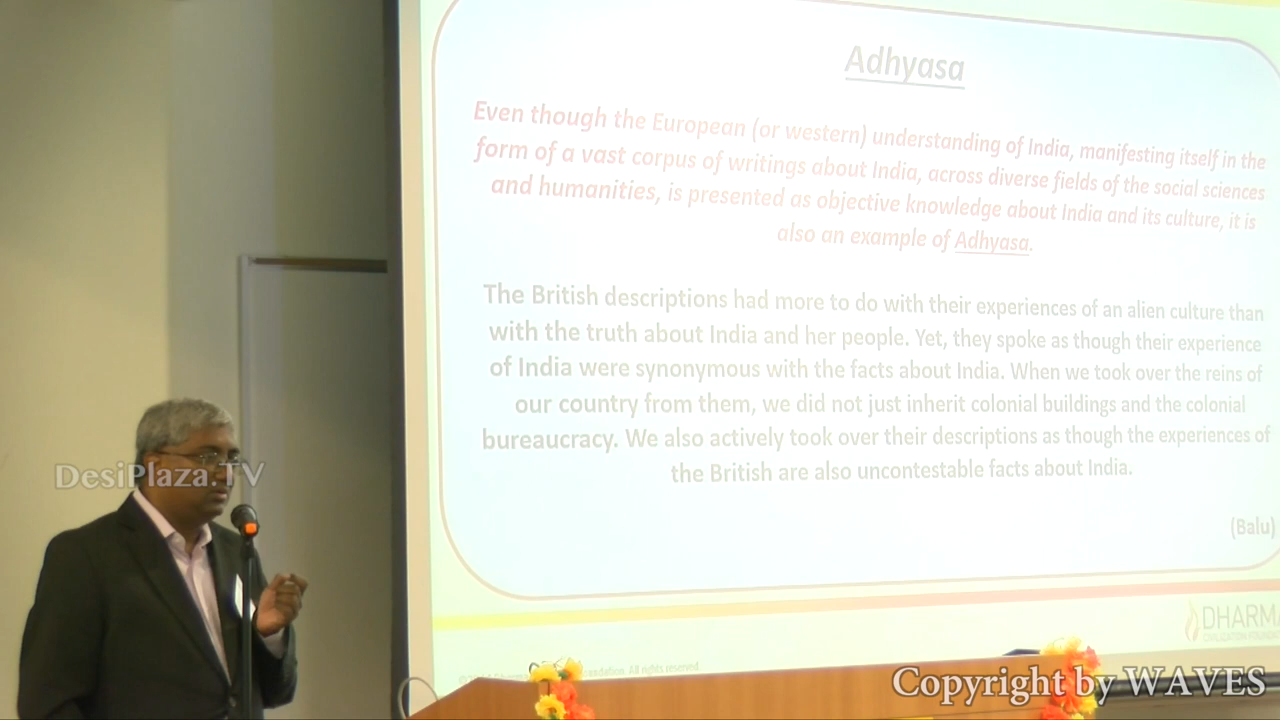 Adhyasa
Even though the European (or western) understanding of India, manifesting itself in the
form of a vast corpus of writings about India, across diverse fields of the social sciences
and humanities, is presented as objective knowledge about India and its culture, it is
also an example of Adhyasa.
The British descriptions had more to do with their experiences of an alien culture than
with the truth about India and her people. Yet, they spoke as though their experience
of India were synonymous with the facts about India. When we took over the reins of
our country from them, we did not just inherit colonial buildings and the colonial
bureaucracy. We also actively took over their descriptions as though the experiences of
the British are also uncontestable facts about India.
(Balu)
DesiPlaza.TV
DHARMA
CIVILIZATION
All rights reserved.
Copyright by WAVES